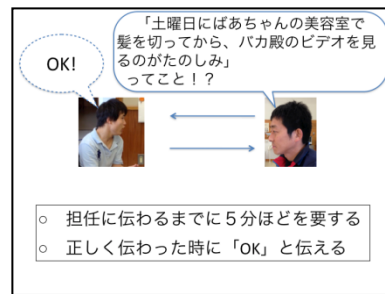 「土曜日にばあちゃんの美容室で
髪を切ってから、バカ殿のビデオを見
るのがたのしみ」
ってこと！？
OK!
○ 担任に伝わるまでに５分ほどを要する
○ 正しく伝わった時に「OK」と伝える